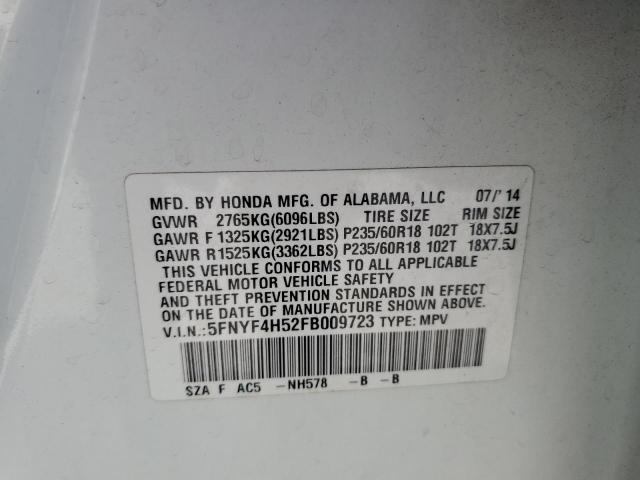 MFD. BY HONDA MFG. OF ALABAMA, LLC 07/'14
GVWR 2765KG(6096LBS) TIRE SIZE RIM SIZE
GAWR F 1325KG(2921LBS) P235/60R18 102T 18X7.5J
GAWR R 1525KG(3362LBS) P235/60R18 102T 18X7.5J
THIS VEHICLE CONFORMS TO ALL APPLICABLE
FEDERAL MOTOR VEHICLE SAFETY
AND THEFT PREVENTION STANDARDS IN EFFECT
ON THE DATE OF MANUFACTURE SHOWN ABOVE.
V.I.N.:5FNYF4H52FB009723 TYPE: MPV
SZA F AC5 -NH578 -B -B